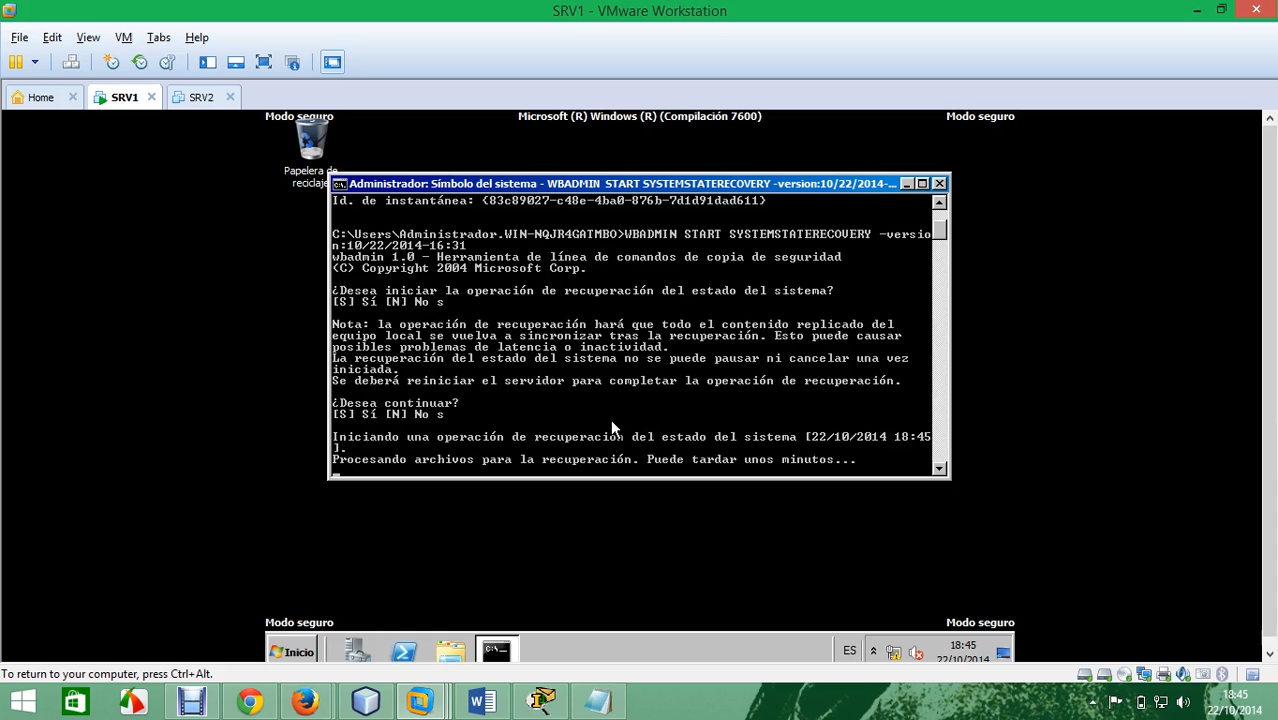 SRV1 - VMware Workstation
File Edit View VM Tabs Help
Home SRV1 SRV2
Modo seguro Microsoft (R) Windows (R) (Compilación 7600) Modo seguro
Papelera de
reciclaje
Administrador: Símbolo del sistema - WBADMIN START SYSTEMSTATERECOVERY -version:10/22/2014-...
Id. de instantánea: {83c89027-c48e-4ba0-876b-7d1d91dad611}
C:\Users\Administrador.WIN-NQJR4GATMBO>WBADMIN START SYSTEMSTATERECOVERY -versio
n:10/22/2014-16:31
wbadmin 1.0 - Herramienta de línea de comandos de copia de seguridad
(C) Copyright 2004 Microsoft Corp.
¿Desea iniciar la operación de recuperación del estado del sistema?
[S] Sí [N] No s
Nota: la operación de recuperación hará que todo el contenido replicado del
equipo local se vuelva a sincronizar tras la recuperación. Esto puede causar
posibles problemas de latencia o inactividad.
La recuperación del estado del sistema no se puede pausar ni cancelar una vez
iniciada.
Se deberá reiniciar el servidor para completar la operación de recuperación.
¿Desea continuar?
[S] Sí [N] No s
Iniciando una operación de recuperación del estado del sistema [22/10/2014 18:45
].
Procesando archivos para la recuperación. Puede tardar unos minutos...
Modo seguro Modo seguro
Inicio ES 18:45
22/10/2014
To return to your computer, press Ctrl+Alt.
18:45
22/10/2014